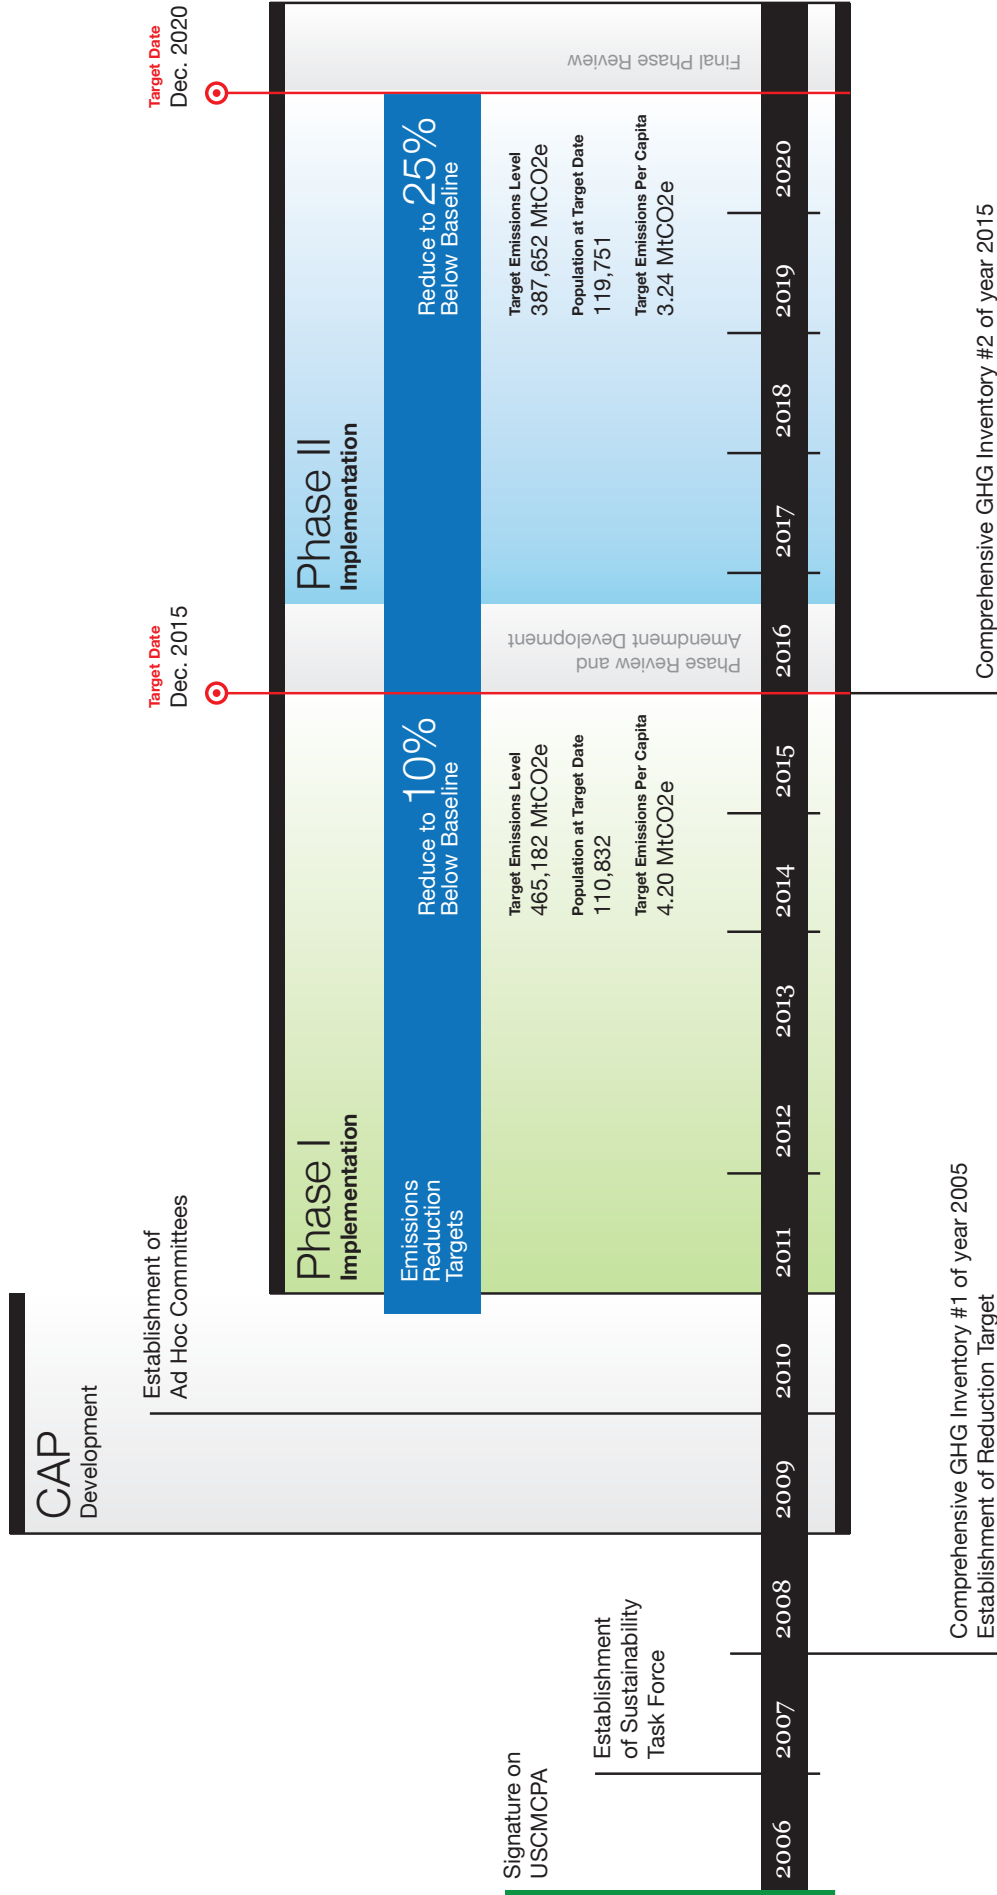 Signature on
USCMCPA
Establishment
of Sustainability
Task Force
CAP
Development
Establishment of
Ad Hoc Committees
Phase I
Implementation
Emissions
Reduction
Targets
Reduce to 10%
Below Baseline
Target Emissions Level
465,182 MtCO2e
Population at Target Date
110,832
Target Emissions Per Capita
4.20 MtCO2e
Target Date
Dec. 2015
Phase Review and
Amendment Development
Phase II
Implementation
Reduce to 25%
Below Baseline
Target Emissions Level
387,652 MtCO2e
Population at Target Date
119,751
Target Emissions Per Capita
3.24 MtCO2e
Target Date
Dec. 2020
Final Phase Review
2006 2007 2008 2009 2010 2011 2012 2013 2014 2015 2016 2017 2018 2019 2020
Comprehensive GHG Inventory #1 of year 2005
Establishment of Reduction Target
Comprehensive GHG Inventory #2 of year 2015